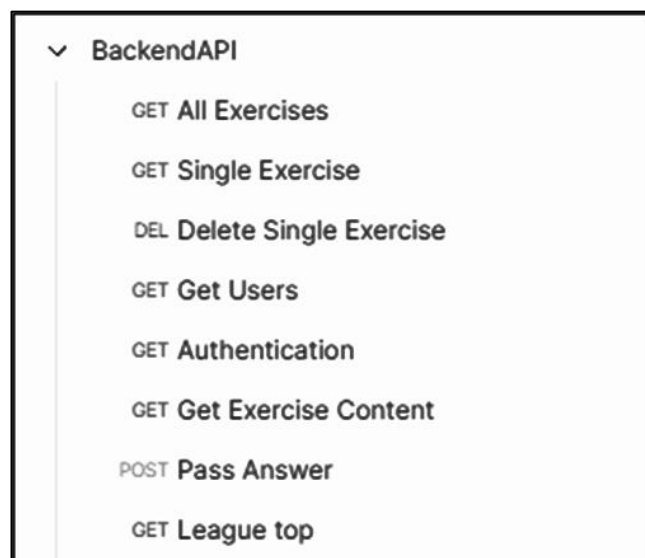 BackendAPI
GET All Exercises
GET Single Exercise
DEL Delete Single Exercise
GET Get Users
GET Authentication
GET Get Exercise Content
POST Pass Answer
GET League top